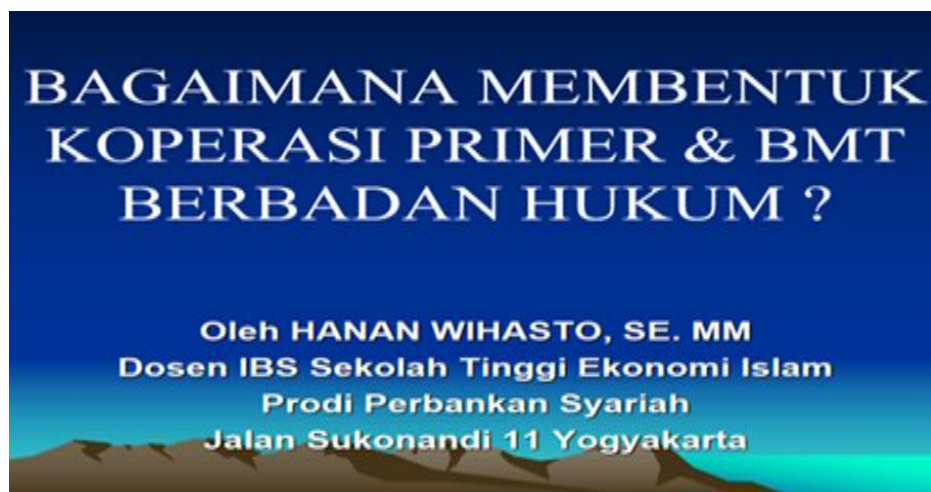 BAGAIMANA MEMBENTUK
KOPERASI PRIMER & BMT
BERBADAN HUKUM ?
Oleh HANAN WIHASTO, SE. MM
Dosen IBS Sekolah Tinggi Ekonomi Islam
Prodi Perbankan Syariah
Jalan Sukonandi 11 Yogyakarta